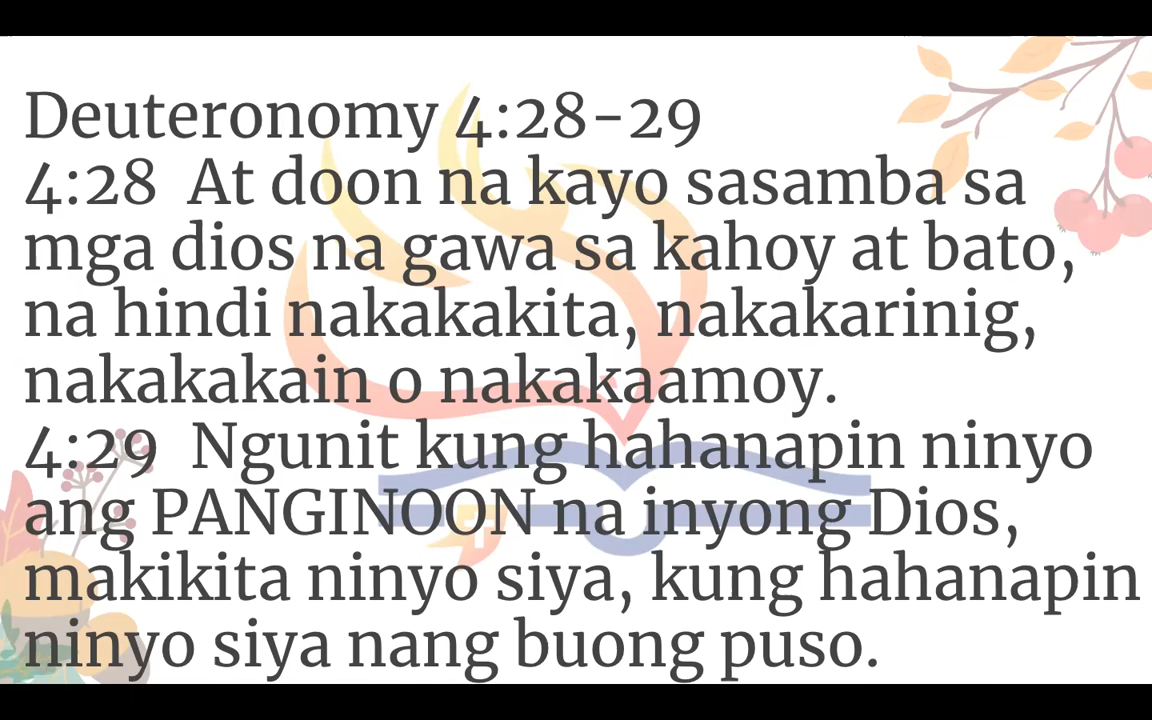 Deuteronomy 4:28-29
4:28 At doon na kayo sasamba sa
mga dios na gawa sa kahoy at bato,
na hindi nakakakita, nakakarinig,
nakakakain o nakakaamoy.
4:29 Ngunit kung hahanapin ninyo
ang PANGINOON na inyong Dios,
makikita ninyo siya, kung hahanapin
ninyo siya nang buong puso.